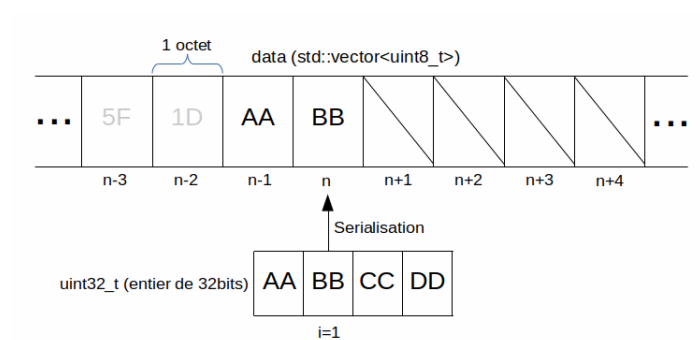 1 octet
data (std::vector<uint8_t>)
... 5F 1D AA BB ...
n-3 n-2 n-1 n n+1 n+2 n+3 n+4
Serialisation
uint32_t (entier de 32bits) AA BB CC DD
i=1